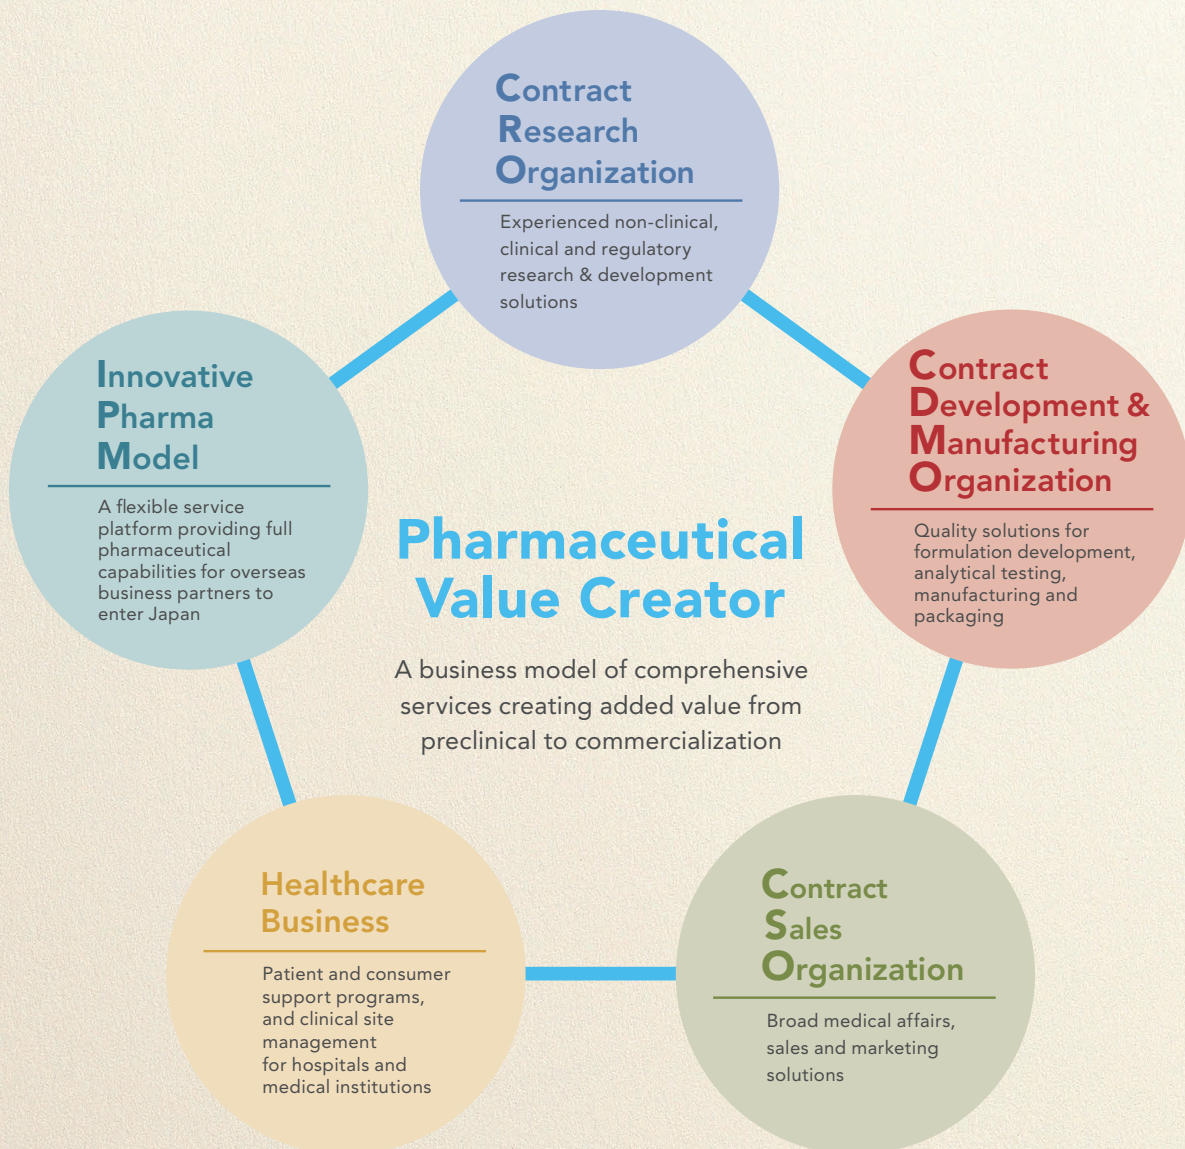 Contract
Research
Organization
Experienced non-clinical,
clinical and regulatory
research & development
solutions
Innovative
Pharma
Model
A flexible service
platform providing full
pharmaceutical
capabilities for overseas
business partners to
enter Japan
Contract
Development &
Manufacturing
Organization
Quality solutions for
formulation development,
analytical testing,
manufacturing and
packaging
Pharmaceutical
Value Creator
A business model of comprehensive
services creating added value from
preclinical to commercialization
Healthcare
Business
Patient and consumer
support programs,
and clinical site
management
for hospitals and
medical institutions
Contract
Sales
Organization
Broad medical affairs,
sales and marketing
solutions